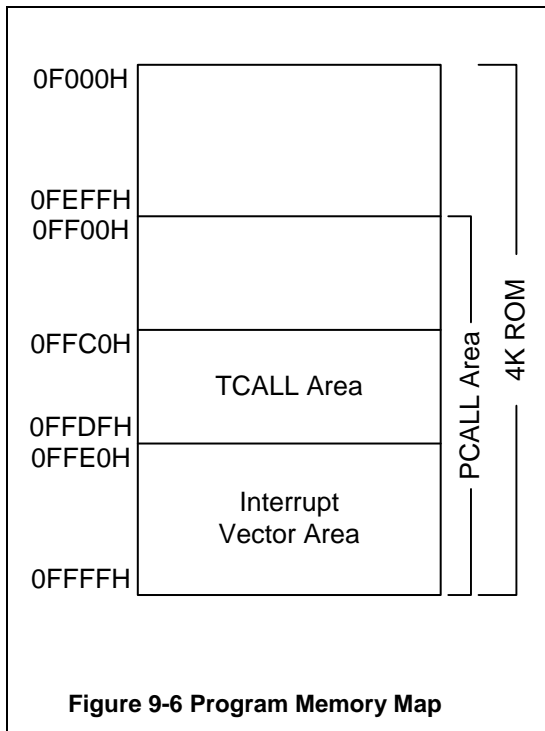 0F000H
0FEFFH
0FF00H
0FFC0H
TCALL Area
0FFDFH
0FFE0H
Interrupt
Vector Area
0FFFFH
PCALL Area
4K ROM
Figure 9-6 Program Memory Map